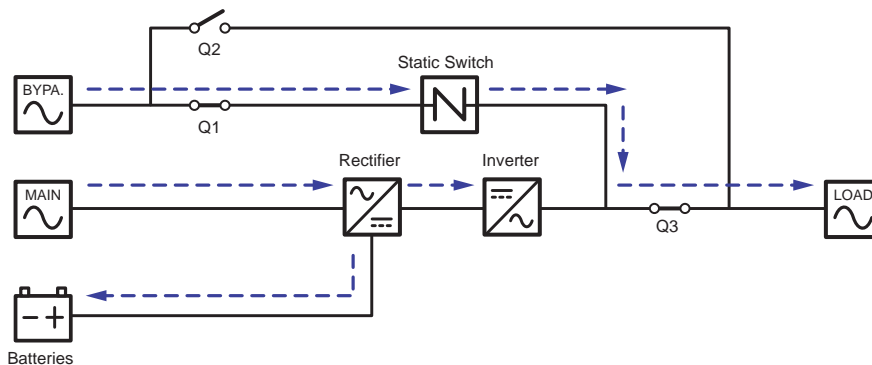 Q2
Static Switch
BYPA.
Q1
Rectifier
Inverter
MAIN
LOAD
Q3
Batteries